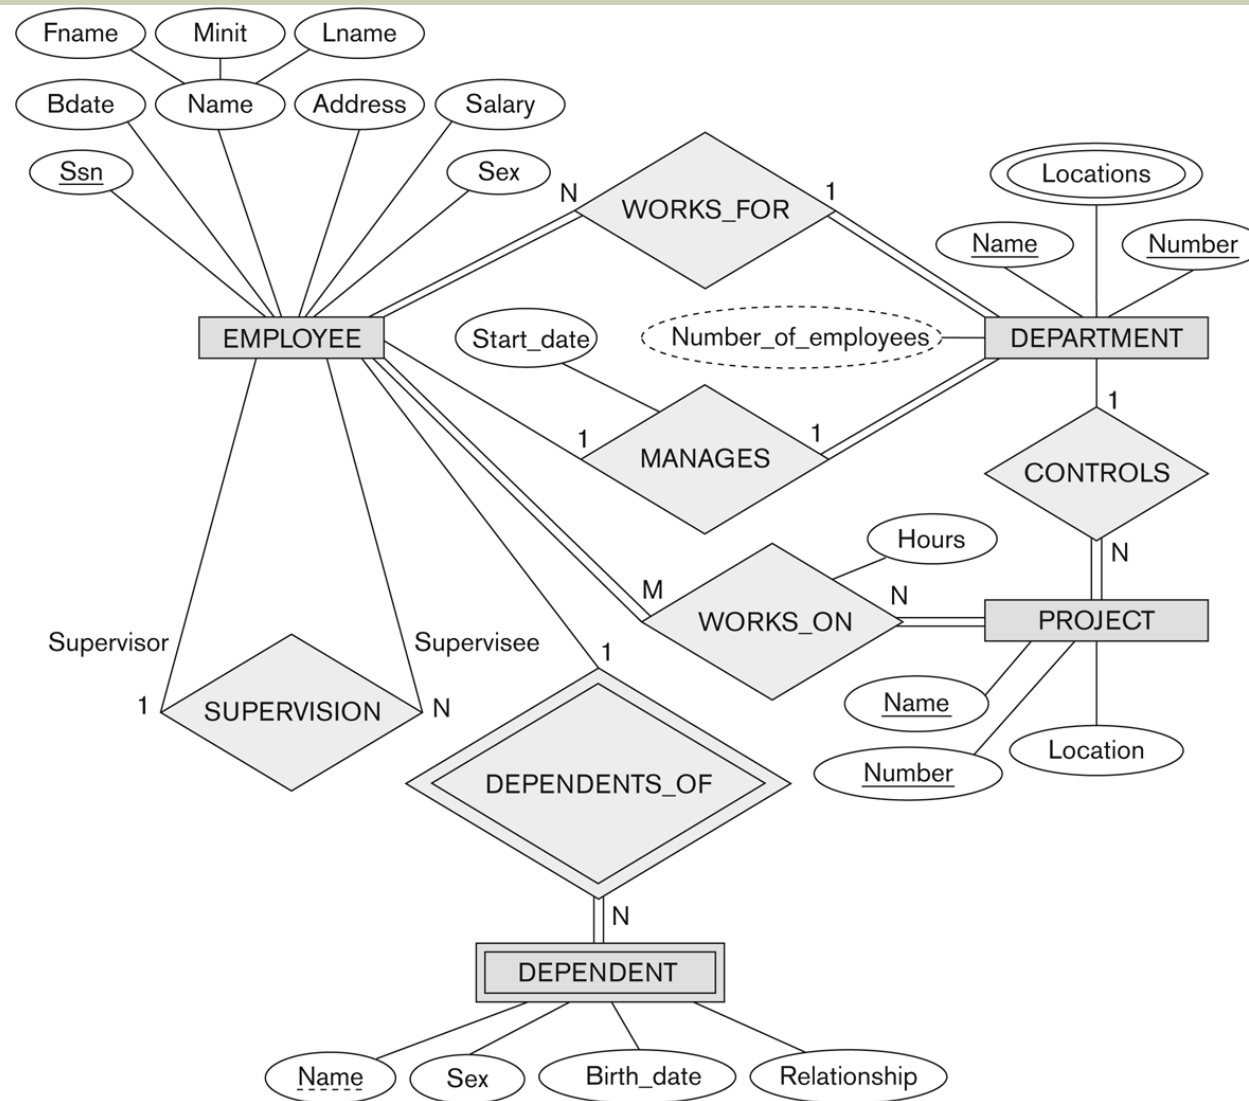 Fname
Minit
Lname
Bdate
Name
Address
Salary
Ssn
Sex
N
WORKS_FOR
1
Locations
Name
Number
EMPLOYEE
Start_date
Number_of_employees
DEPARTMENT
1
MANAGES
1
1
CONTROLS
N
Hours
M
WORKS_ON
N
PROJECT
Supervisor
Supervisee
1
SUPERVISION
N
1
Name
Location
Number
DEPENDENTS_OF
N
DEPENDENT
Name
Sex
Birth_date
Relationship